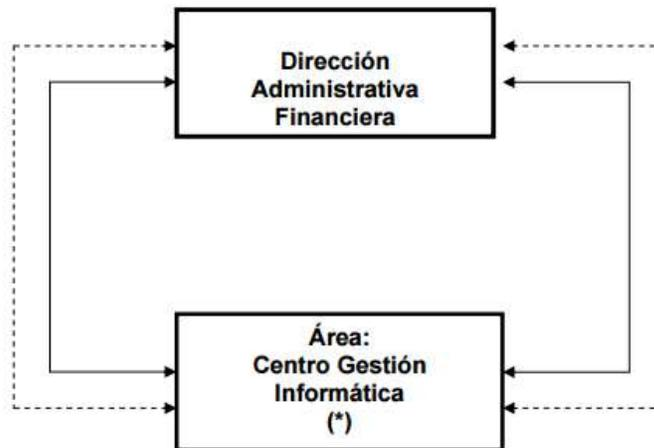 Dirección
Administrativa
Financiera
Área:
Centro Gestión
Informática
(*)